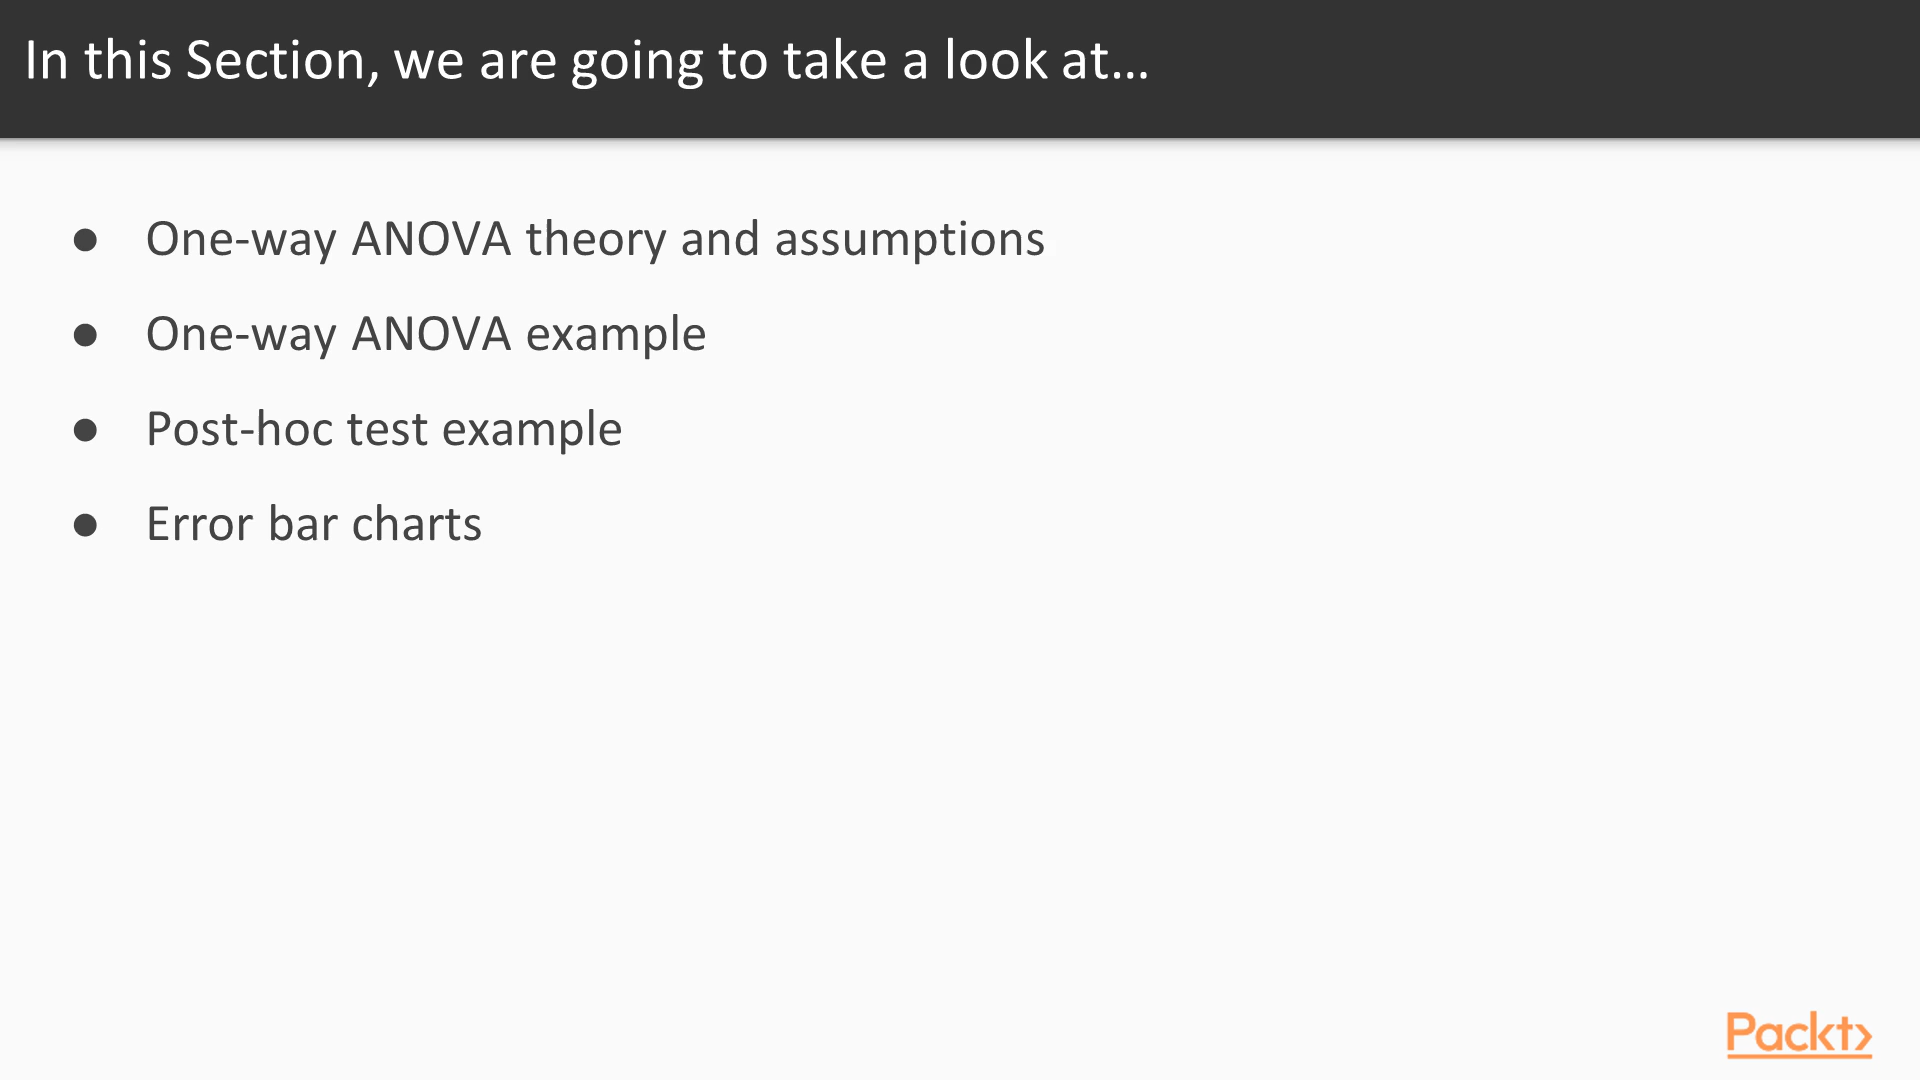 In this Section, we are going to take a look at…
● One-way ANOVA theory and assumptions
● One-way ANOVA example
● Post-hoc test example
● Error bar charts
Packt>